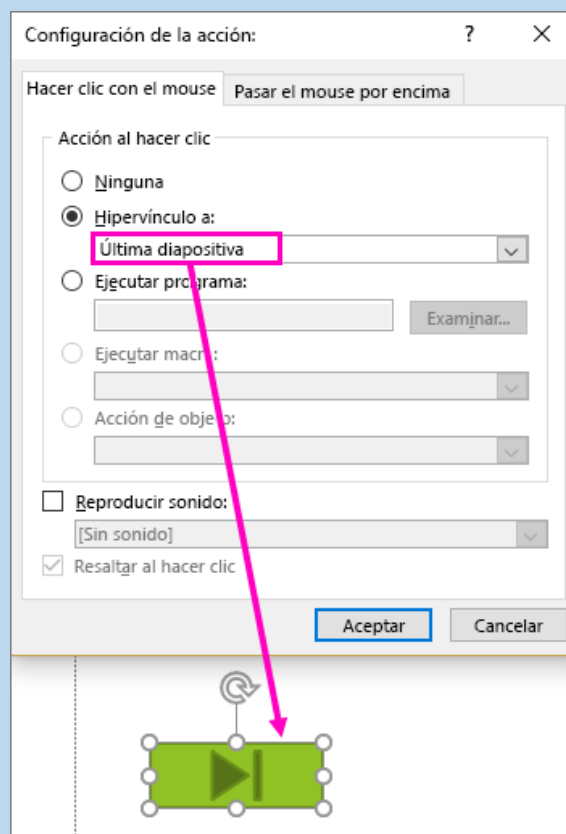 Configuración de la acción:
?
Hacer clic con el mouse
Pasar el mouse por encima
Acción al hacer clic
Ninguna
Hipervínculo a:
Última diapositiva
Ejecutar programa:
Examinar...
Ejecutar macro:
Acción de objeto:
Reproducir sonido:
[Sin sonido]
Resaltar al hacer clic
Aceptar
Cancelar